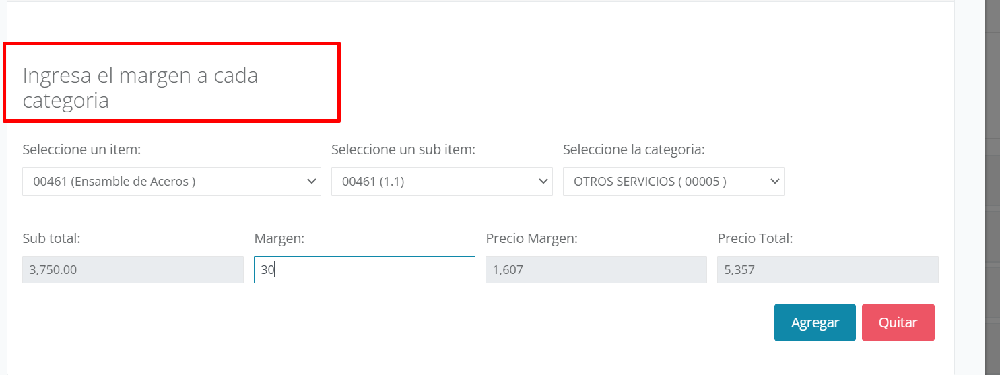 Ingresa el margen a cada
categoria
Seleccione un item: Seleccione un sub item: Seleccione la categoria:
00461 (Ensamble de Aceros ) 00461 (1.1) OTROS SERVICIOS ( 00005 )
Sub total: Margen: Precio Margen: Precio Total:
3,750.00 30 1,607 5,357
Agregar Quitar